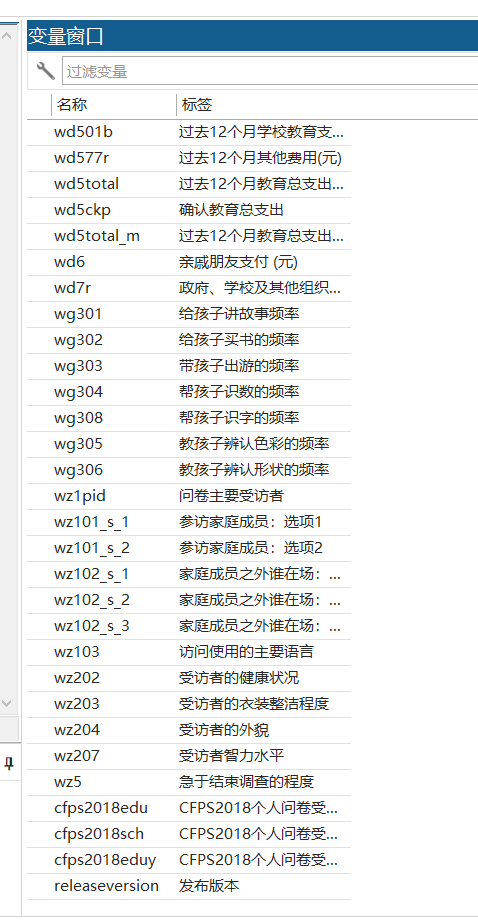 变量窗口
过滤变量
名称 标签
wd501b 过去12个月学校教育支...
wd577r 过去12个月其他费用(元)
wd5total 过去12个月教育总支出...
wd5ckp 确认教育总支出
wd5total_m 过去12个月教育总支出...
wd6 亲戚朋友支付 (元)
wd7r 政府、学校及其他组织...
wg301 给孩子讲故事频率
wg302 给孩子买书的频率
wg303 带孩子出游的频率
wg304 帮孩子识数的频率
wg308 帮孩子识字的频率
wg305 教孩子辨认色彩的频率
wg306 教孩子辨认形状的频率
wz1pid 问卷主要受访者
wz101_s_1 参访家庭成员：选项1
wz101_s_2 参访家庭成员：选项2
wz102_s_1 家庭成员之外谁在场：...
wz102_s_2 家庭成员之外谁在场：...
wz102_s_3 家庭成员之外谁在场：...
wz103 访问使用的主要语言
wz202 受访者的健康状况
wz203 受访者的衣装整洁程度
wz204 受访者的外貌
wz207 受访者智力水平
wz5 急于结束调查的程度
cfps2018edu CFPS2018个人问卷受...
cfps2018sch CFPS2018个人问卷受...
cfps2018eduy CFPS2018个人问卷受...
releaseversion 发布版本